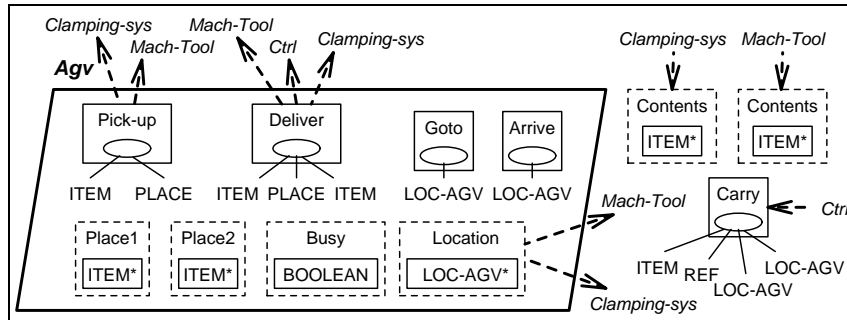 Clamping-sys
Mach-Tool
Mach-Tool
Ctrl
Clamping-sys
Clamping-sys
Mach-Tool
Agv
Pick-up
Deliver
Goto
Arrive
Contents
ITEM*
Contents
ITEM*
ITEM PLACE
ITEM PLACE ITEM
LOC-AGV
LOC-AGV
Place1
ITEM*
Place2
ITEM*
Busy
BOOLEAN
Location
LOC-AGV*
Mach-Tool
Clamping-sys
Carry
Ctrl
ITEM
REF
LOC-AGV
LOC-AGV